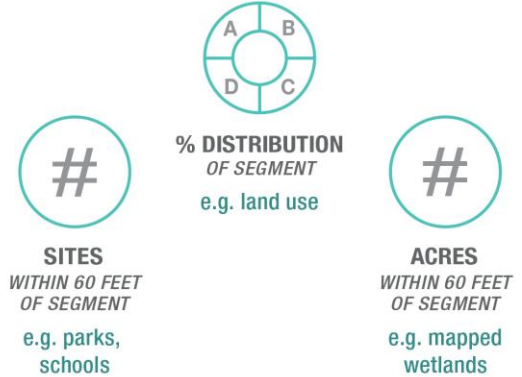 A B
D C
% DISTRIBUTION
OF SEGMENT
e.g. land use
#
SITES
WITHIN 60 FEET
OF SEGMENT
e.g. parks,
schools
#
ACRES
WITHIN 60 FEET
OF SEGMENT
e.g. mapped
wetlands